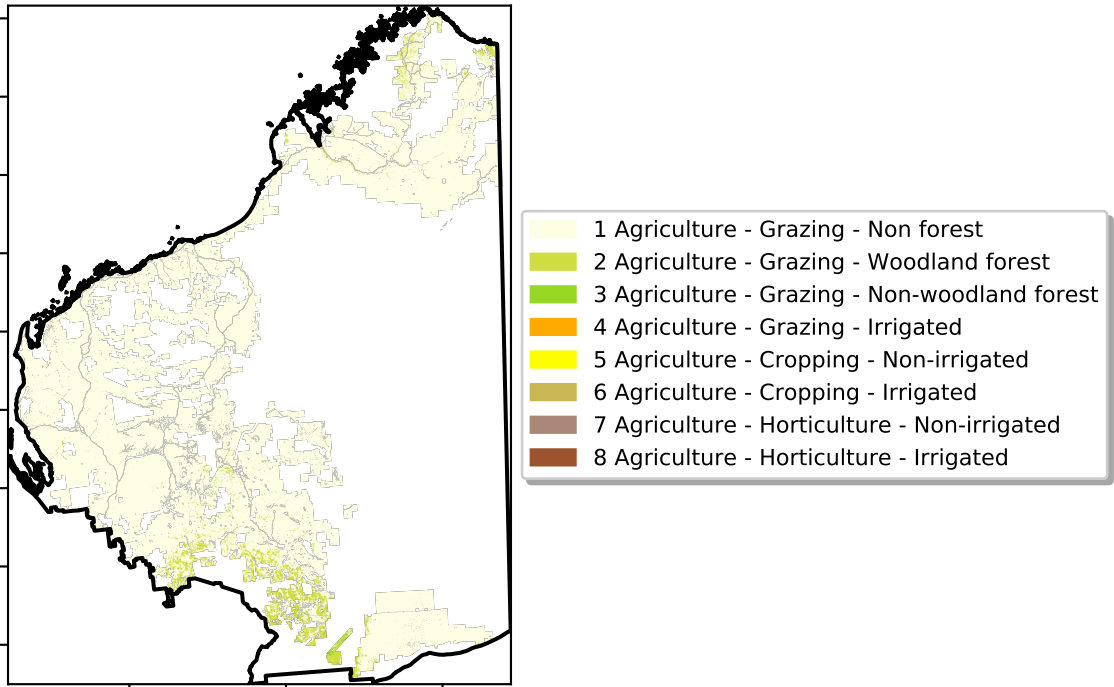 1 Agriculture - Grazing - Non forest
2 Agriculture - Grazing - Woodland forest
3 Agriculture - Grazing - Non-woodland forest
4 Agriculture - Grazing - Irrigated
5 Agriculture - Cropping - Non-irrigated
6 Agriculture - Cropping - Irrigated
7 Agriculture - Horticulture - Non-irrigated
8 Agriculture - Horticulture - Irrigated